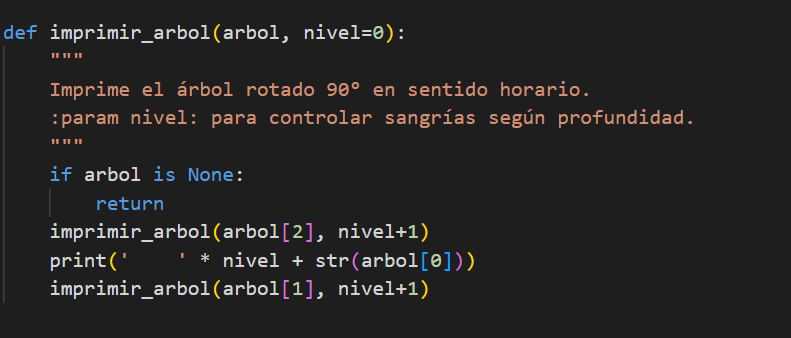 def imprimir_arbol(arbol, nivel=0):
    """
    Imprime el árbol rotado 90° en sentido horario.
    :param nivel: para controlar sangrías según profundidad.
    """
    if arbol is None:
        return
    imprimir_arbol(arbol[2], nivel+1)
    print('    ' * nivel + str(arbol[0]))
    imprimir_arbol(arbol[1], nivel+1)